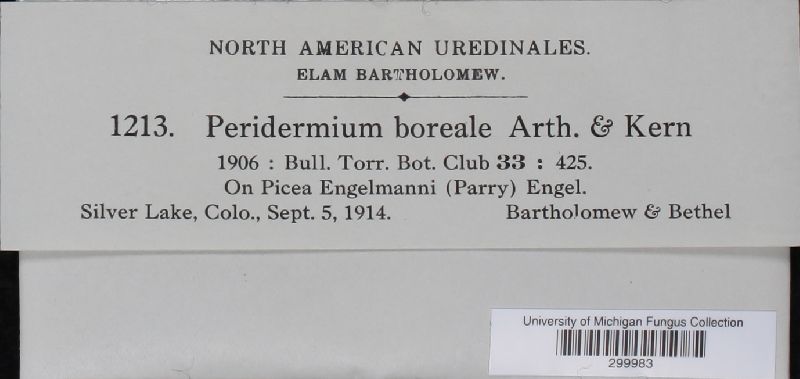 NORTH AMERICAN UREDINALES.
ELAM BARTHOLOMEW.
1213. Peridermium boreale Arth. & Kern
1906 : Bull. Torr. Bot. Club 33 : 425.
On Picea Engelmanni (Parry) Engel.
Silver Lake, Colo., Sept. 5, 1914. Bartholomew & Bethel
University of Michigan Fungus Collection
299983